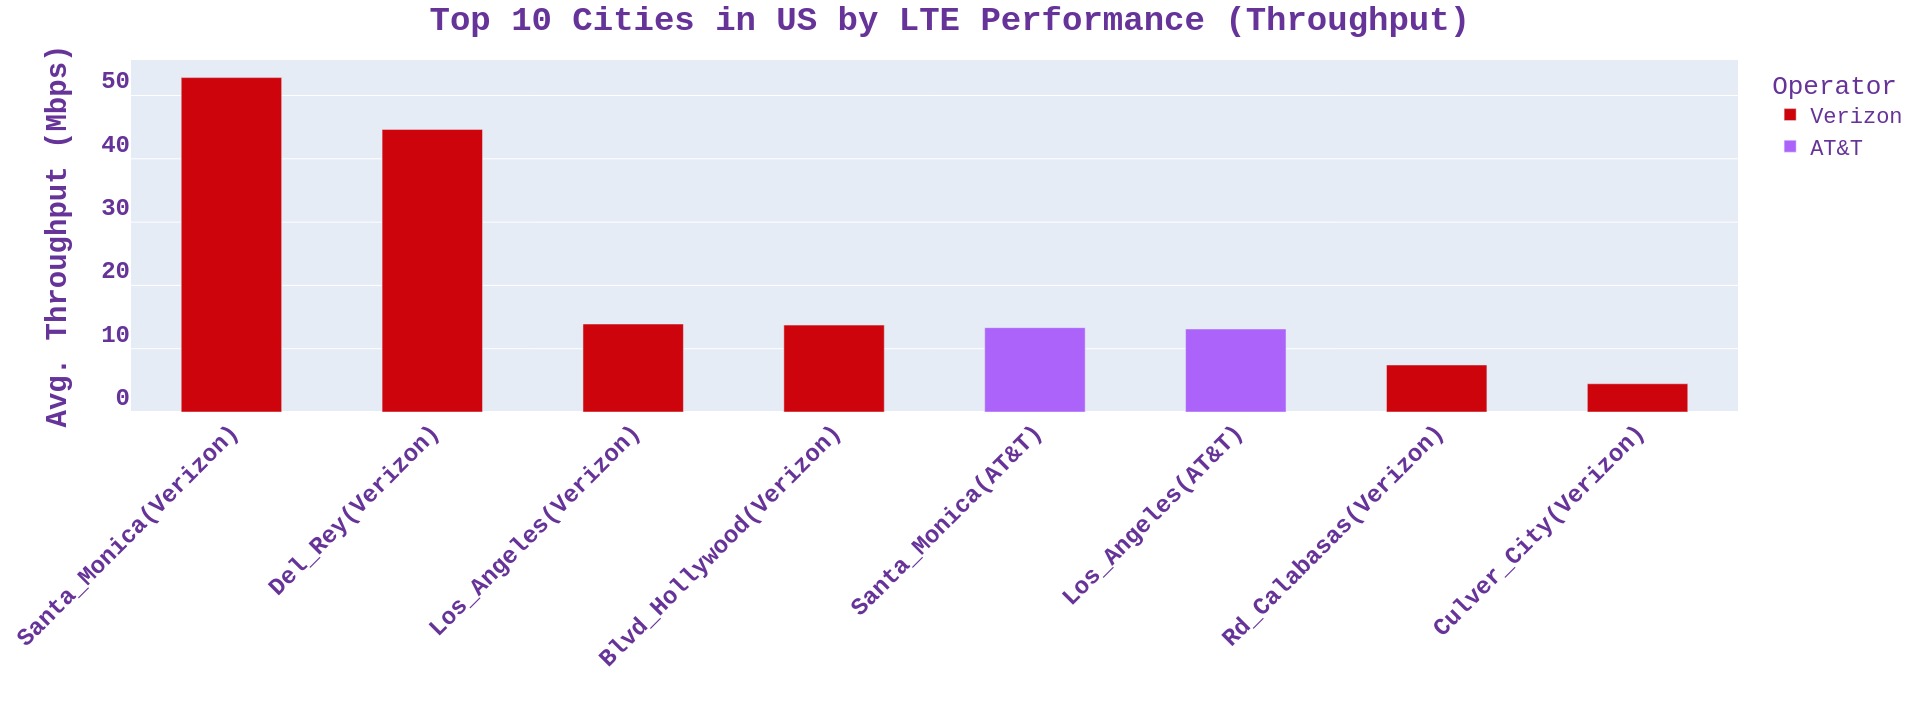 Top 10 Cities in US by LTE Performance (Throughput)
Avg. Throughput (Mbps)
50
40
30
20
10
0
Santa_Monica(Verizon)
Del_Rey(Verizon)
Los_Angeles(Verizon)
Blvd_Hollywood(Verizon)
Santa_Monica(AT&T)
Los_Angeles(AT&T)
Rd_Calabasas(Verizon)
Culver_City(Verizon)
Operator
Verizon
AT&T